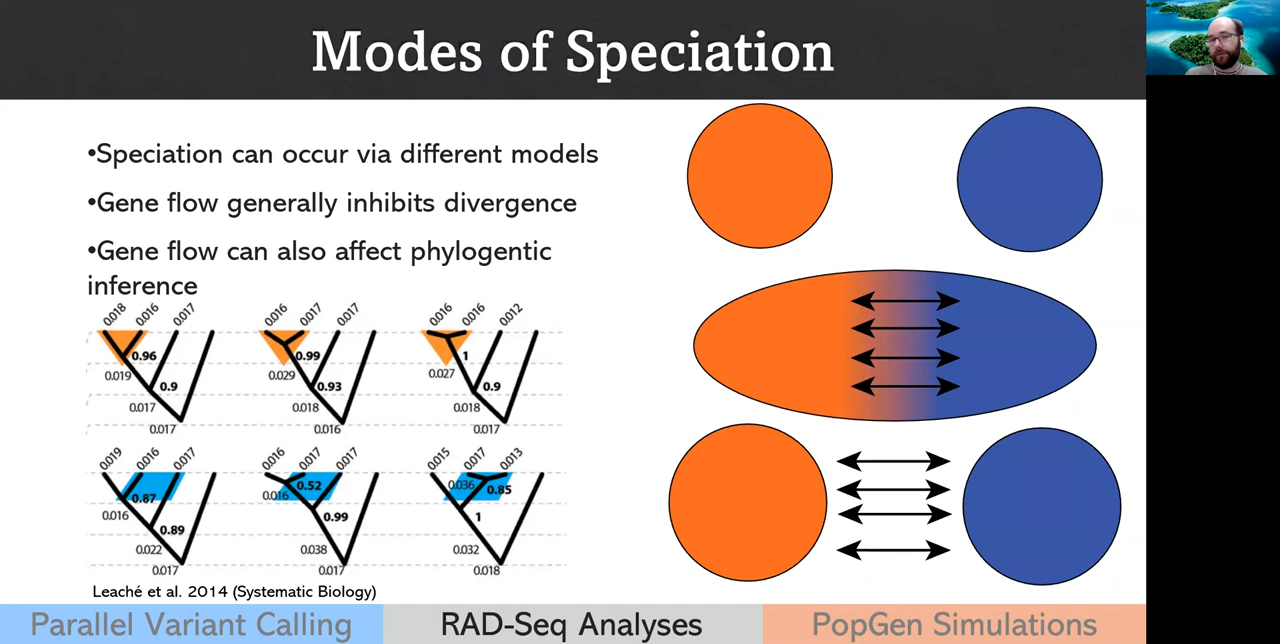 Modes of Speciation
•Speciation can occur via different models
•Gene flow generally inhibits divergence
•Gene flow can also affect phylogentic
inference
0.018 0.016 0.017 0.016 0.017 0.017 0.016 0.016 0.012
0.96 0.99 1
0.019 0.029 0.027
0.9 0.93 0.9
0.017 0.018 0.018
0.017 0.016 0.017
0.019 0.016 0.017 0.016 0.017 0.017 0.015 0.017 0.013
0.87 0.016 0.52 0.036 0.85
0.016 0.99 1
0.89
0.022 0.038 0.032
0.017 0.017 0.018
Leaché et al. 2014 (Systematic Biology)
Parallel Variant Calling RAD-Seq Analyses PopGen Simulations